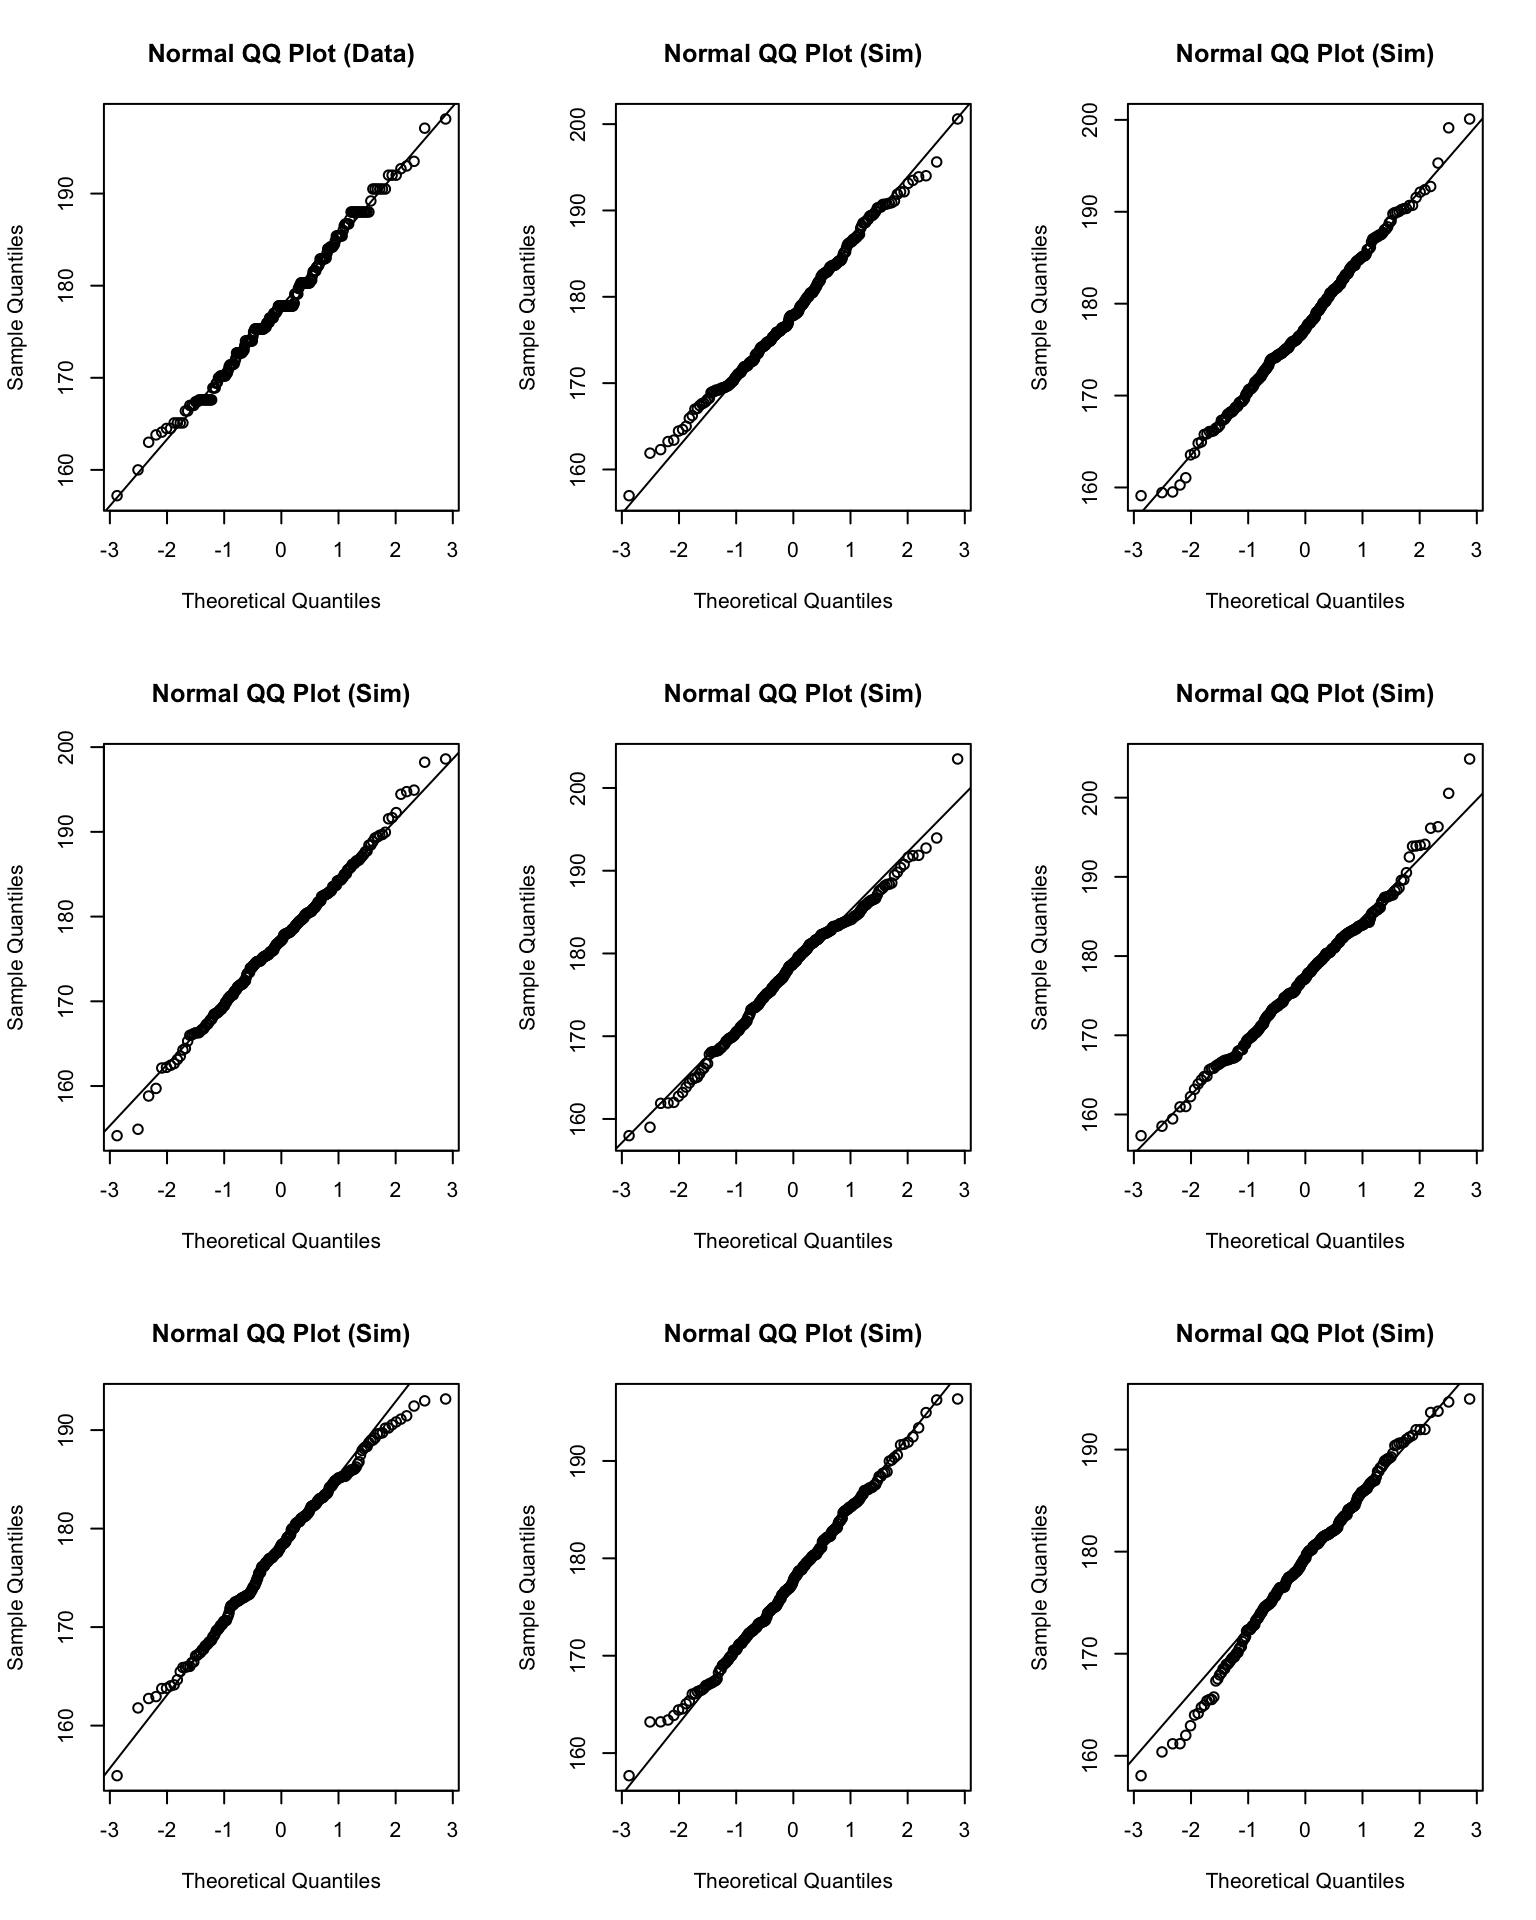 Normal QQ Plot (Data) Normal QQ Plot (Sim) Normal QQ Plot (Sim)
Sample Quantiles Sample Quantiles Sample Quantiles
190 200 200
180 190 190
170 180 180
160 170 170
160 160
-3 -2 -1 0 1 2 3 -3 -2 -1 0 1 2 3 -3 -2 -1 0 1 2 3
Theoretical Quantiles Theoretical Quantiles Theoretical Quantiles
Normal QQ Plot (Sim) Normal QQ Plot (Sim) Normal QQ Plot (Sim)
Sample Quantiles Sample Quantiles Sample Quantiles
200 200 200
190 190 190
180 180 180
170 170 170
160 160 160
-3 -2 -1 0 1 2 3 -3 -2 -1 0 1 2 3 -3 -2 -1 0 1 2 3
Theoretical Quantiles Theoretical Quantiles Theoretical Quantiles
Normal QQ Plot (Sim) Normal QQ Plot (Sim) Normal QQ Plot (Sim)
Sample Quantiles Sample Quantiles Sample Quantiles
190 190 190
180 180 180
170 170 170
160 160 160
-3 -2 -1 0 1 2 3 -3 -2 -1 0 1 2 3 -3 -2 -1 0 1 2 3
Theoretical Quantiles Theoretical Quantiles Theoretical Quantiles